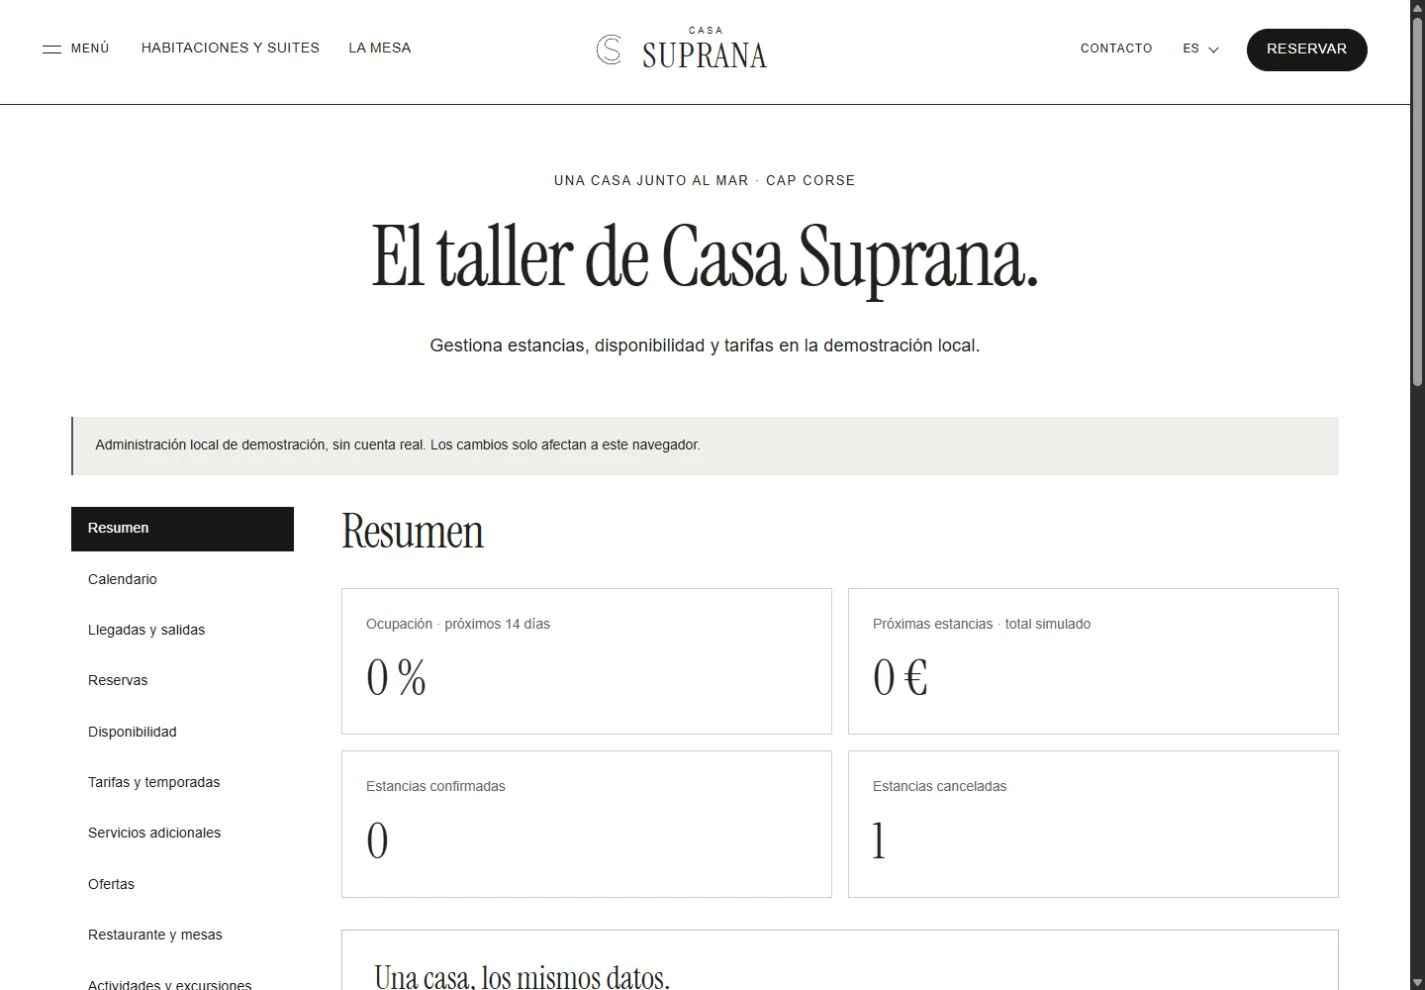 MENÚ
HABITACIONES Y SUITES
LA MESA
CASA
SUPRANA
CONTACTO
ES
RESERVAR
UNA CASA JUNTO AL MAR · CAP CORSE
El taller de Casa Suprana.
Gestiona estancias, disponibilidad y tarifas en la demostración local.
Administración local de demostración, sin cuenta real. Los cambios solo afectan a este navegador.
Resumen
Calendario
Llegadas y salidas
Reservas
Disponibilidad
Tarifas y temporadas
Servicios adicionales
Ofertas
Restaurante y mesas
Actividades y excursiones
Resumen
Ocupación · próximos 14 días
0 %
Próximas estancias · total simulado
0 €
Estancias confirmadas
0
Estancias canceladas
1
Una casa, los mismos datos.